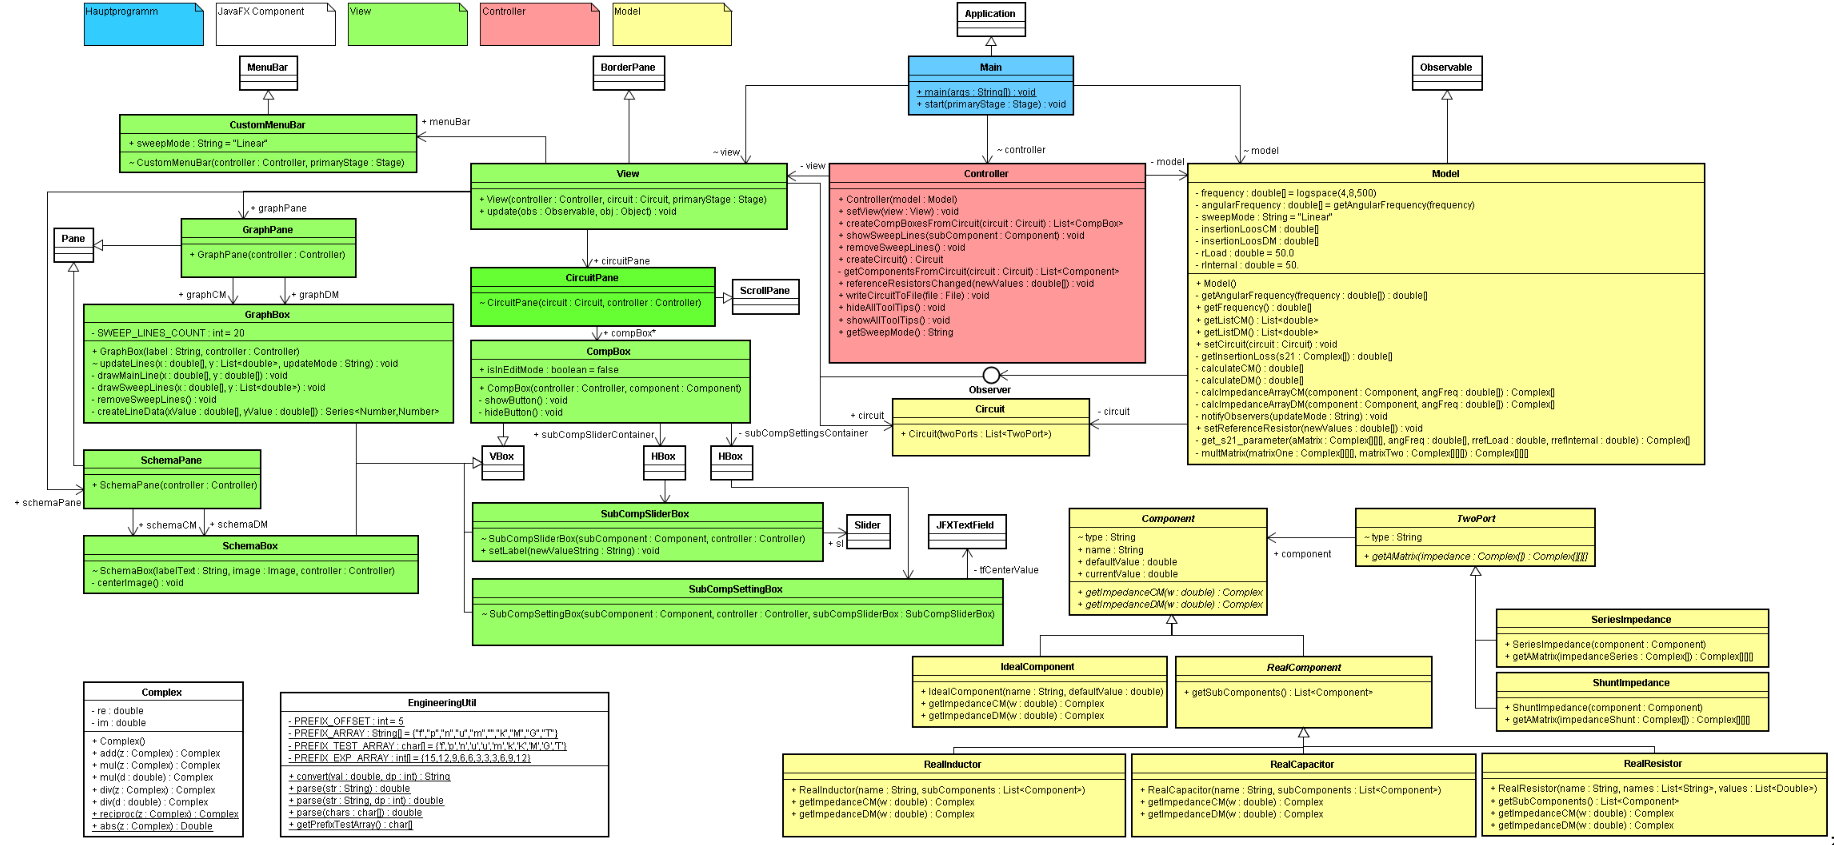 Hauptprogramm
JavaFX Component
View
Controller
Model
Application
MenuBar
BorderPane
Main
+ main(args : String[]) : void
+ start(primaryStage : Stage) : void
Observable
CustomMenuBar
+ sweepMode : String = "Linear"
~ CustomMenuBar(controller : Controller, primaryStage : Stage)
+ menuBar
~ view
~ controller
~ model
- view
- model
View
+ View(controller : Controller, circuit : Circuit, primaryStage : Stage)
+ update(obs : Observable, obj : Object) : void
Controller
+ Controller(model : Model)
+ setView(view : View) : void
+ createCompBoxesFromCircuit(circuit : Circuit) : List<CompBox>
+ showSweepLines(subComponent : Component) : void
+ removeSweepLines() : void
+ createCircuit() : Circuit
- getComponentsFromCircuit(circuit : Circuit) : List<Component>
+ referenceResistorsChanged(newValues : double[]) : void
+ writeCircuitToFile(file : File) : void
+ hideAllToolTips() : void
+ showAllToolTips() : void
+ getSweepMode() : String
Model
- frequency : double[] = logspace(4,8,500)
- angularFrequency : double[] = getAngularFrequency(frequency)
- sweepMode : String = "Linear"
- insertionLoosCM : double[]
- insertionLoosDM : double[]
- rLoad : double = 50.0
- rInternal : double = 50.
+ Model()
- getAngularFrequency(frequency : double[]) : double[]
+ getFrequency() : double[]
+ getListCM() : List<double>
+ getListDM() : List<double>
+ setCircuit(circuit : Circuit) : void
- getInsertionLoss(s21 : Complex[]) : double[]
- calculateCM() : double[]
- calculateDM() : double[]
- calcImpedanceArrayCM(component : Component, angFreq : double[]) : Complex[]
- calcImpedanceArrayDM(component : Component, angFreq : double[]) : Complex[]
- notifyObservers(updateMode : String) : void
+ setReferenceResistor(newValues : double[]) : void
- get_s21_parameter(aMatrix : Complex[][][], angFreq : double[], rrefLoad : double, rrefInternal : double) : Complex[]
- multMatrix(matrixOne : Complex[][][], matrixTwo : Complex[][][]) : Complex[][][]
+ graphPane
Pane
GraphPane
+ GraphPane(controller : Controller)
+ graphCM
+ graphDM
+ circuitPane
CircuitPane
~ CircuitPane(circuit : Circuit, controller : Controller)
ScrollPane
+ compBox*
GraphBox
- SWEEP_LINES_COUNT : int = 20
+ GraphBox(label : String, controller : Controller)
~ updateLines(x : double[], y : List<double>, updateMode : String) : void
- drawMainLine(x : double[], y : double[]) : void
- drawSweepLines(x : double[], y : List<double>) : void
- removeSweepLines() : void
- createLineData(xValue : double[], yValue : double[]) : Series<Number,Number>
CompBox
+ isInEditMode : boolean = false
+ CompBox(controller : Controller, component : Component)
- showButton() : void
- hideButton() : void
Observer
+ circuit
- circuit
Circuit
+ Circuit(twoPorts : List<TwoPort>)
+ subCompSliderContainer
- subCompSettingsContainer
VBox
HBox
HBox
SchemaPane
+ SchemaPane(controller : Controller)
+ schemaPane
+ schemaCM
+ schemaDM
SchemaBox
~ SchemaBox(labelText : String, image : Image, controller : Controller)
- centerImage() : void
SubCompSliderBox
~ SubCompSliderBox(subComponent : Component, controller : Controller)
+ setLabel(newValueString : String) : void
+ sl
Slider
JFXTextField
- tfCenterValue
SubCompSettingBox
~ SubCompSettingBox(subComponent : Component, controller : Controller, subCompSliderBox : SubCompSliderBox)
Component
~ type : String
+ name : String
+ defaultValue : double
+ currentValue : double
+ getImpedanceCM(w : double) : Complex
+ getImpedanceDM(w : double) : Complex
+ component
TwoPort
~ type : String
+ getAMatrix(impedance : Complex[]) : Complex[][][]
SeriesImpedance
+ SeriesImpedance(component : Component)
+ getAMatrix(impedanceSeries : Complex[]) : Complex[][][]
ShuntImpedance
+ ShuntImpedance(component : Component)
+ getAMatrix(impedanceShunt : Complex[]) : Complex[][][]
IdealComponent
+ IdealComponent(name : String, defaultValue : double)
+ getImpedanceCM(w : double) : Complex
+ getImpedanceDM(w : double) : Complex
RealComponent
+ getSubComponents() : List<Component>
Complex
- re : double
- im : double
+ Complex()
+ add(z : Complex) : Complex
+ mul(z : Complex) : Complex
+ mul(d : double) : Complex
+ div(z : Complex) : Complex
+ div(d : double) : Complex
+ reciproc(z : Complex) : Complex
+ abs(z : Complex) : Double
EngineeringUtil
- PREFIX_OFFSET : int = 5
- PREFIX_ARRAY : String[] = {"f","p","n","u","m","","k","M","G","T"}
- PREFIX_TEST_ARRAY : char[] = {'f','p','n','u','u','m','k','K','M','G','T'}
- PREFIX_EXP_ARRAY : int[] = {15,12,9,6,6,3,3,3,6,9,12}
+ convert(val : double, dp : int) : String
+ parse(str : String) : double
+ parse(str : String, dp : int) : double
+ parse(chars : char[]) : double
+ getPrefixTestArray() : char[]
RealInductor
+ RealInductor(name : String, subComponents : List<Component>)
+ getImpedanceCM(w : double) : Complex
+ getImpedanceDM(w : double) : Complex
RealCapacitor
+ RealCapacitor(name : String, subComponents : List<Component>)
+ getImpedanceCM(w : double) : Complex
+ getImpedanceDM(w : double) : Complex
RealResistor
+ RealResistor(name : String, names : List<String>, values : List<Double>)
+ getSubComponents() : List<Component>
+ getImpedanceCM(w : double) : Complex
+ getImpedanceDM(w : double) : Complex